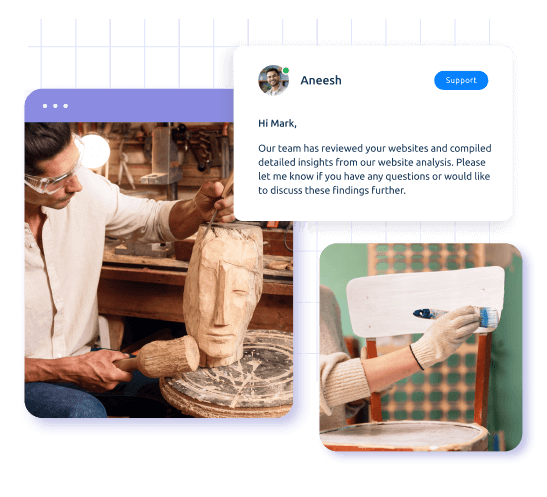 Aneesh
Support
Hi Mark,
Our team has reviewed your websites and compiled
detailed insights from our website analysis. Please
let me know if you have any questions or would like
to discuss these findings further.